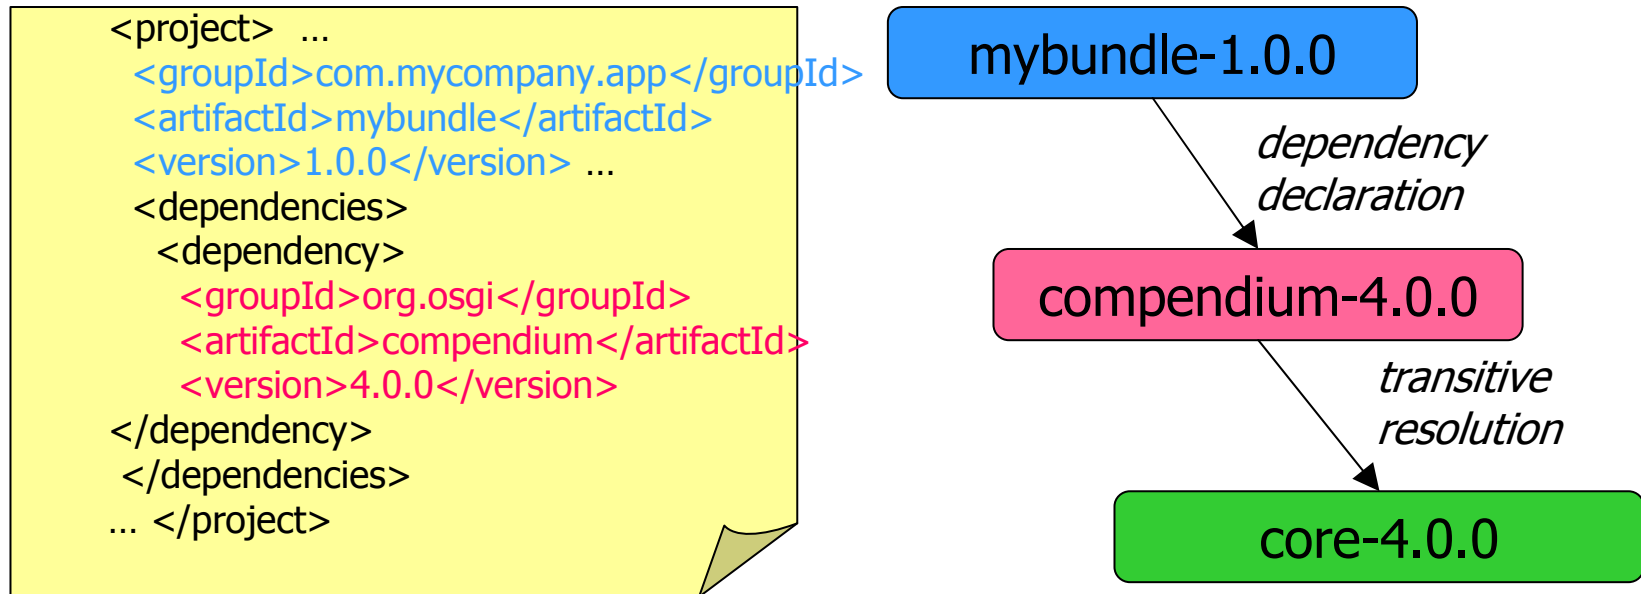 <project> …
<groupId>com.mycompany.app</groupId>
<artifactId>mybundle</artifactId>
<version>1.0.0</version> …
<dependencies>
<dependency>
<groupId>org.osgi</groupId>
<artifactId>compendium</artifactId>
<version>4.0.0</version>
</dependency>
</dependencies>
… </project>
mybundle-1.0.0
dependency
declaration
compendium-4.0.0
transitive
resolution
core-4.0.0